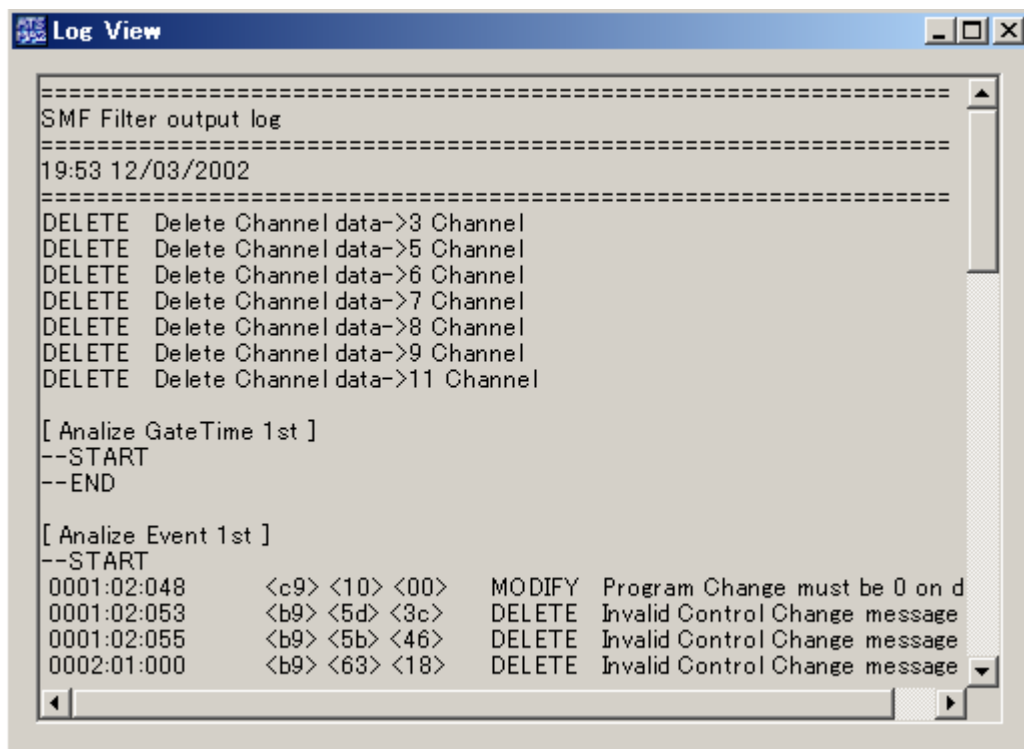 Log View
=================================================================
SMF Filter output log
=================================================================
19:53 12/03/2002
=================================================================
DELETE Delete Channel data->3 Channel
DELETE Delete Channel data->5 Channel
DELETE Delete Channel data->6 Channel
DELETE Delete Channel data->7 Channel
DELETE Delete Channel data->8 Channel
DELETE Delete Channel data->9 Channel
DELETE Delete Channel data->11 Channel
[ Analize GateTime 1st ]
--START
--END
[ Analize Event 1st ]
--START
0001:02:048 <c9> <10> <00> MODIFY Program Change must be 0 on d
0001:02:053 <b9> <5d> <3c> DELETE Invalid Control Change message
0001:02:055 <b9> <5b> <46> DELETE Invalid Control Change message
0002:01:000 <b9> <63> <18> DELETE Invalid Control Change message